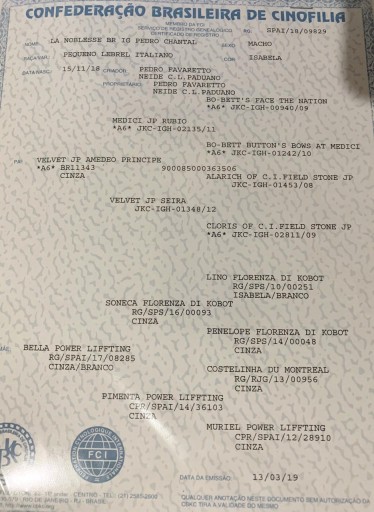 CONFEDERAÇÃO BRASILEIRA DE CINOFILIA
MEMBRO DA FCI
SERVIÇO DE REGISTRO GENEALÓGICO
CERTIFICADO DE REGISTRO
RG. SPAI/18/09829
NOME: LA NOBLESSE BR IG PEDRO CHANTAL
SEXO: MACHO
RAÇA/VAR. PEQUENO LEBREL ITALIANO
COR ISABELA
DATA NASC. 15/11/18 CRIADOR PEDRO FAVARETTO
NEIDE C.L.PADUANO
PROPRIETÁRIO: PEDRO FAVARETTO
NEIDE C.L.PADUANO
BO-BETT'S FACE THE NATION
*A6* JKC-IGH-00940/09
MEDICI JP RUBIO
*A6* JKC-IGH-02135/11
BO-BETT BUTTON'S BOWS AT MEDICI
*A6* JKC-IGH-01242/10
PAI VELVET JP AMEDEO PRINCIPE
*A6* BR11343 900085000363506
CINZA
ALARICH OF C.I.FIELD STONE JP
JKC-IGH-01453/08
VELVET JP SEIRA
JKC-IGH-01348/12
CLORIS OF C.I.FIELD STONE JP
*A6* JKC-IGH-02811/09
LINO FLORENZA DI KOBOT
RG/SPS/10/00251
ISABELA/BRANCO
SONECA FLORENZA DI KOBOT
RG/SPS/16/00093
CINZA
PENELOPE FLORENZA DI KOBOT
RG/SPS/14/00048
CINZA
MÃE: BELLA POWER LIFFTING
RG/SPAI/17/08285
CINZA/BRANCO
COSTELINHA DU MONTREAL
RG/RJG/13/00956
CINZA
PIMENTA POWER LIFFTING
CPR/SPAI/14/36103
CINZA
MURIEL POWER LIFFTING
CPR/SPAI/12/28910
CINZA
FCI
DATA DA EMISSÃO 13/03/19
CENTRO - TEL: (21)
RIO DE JANEIRO - RJ - BRASIL
QUALQUER ANOTAÇÃO NESTE DOCUMENTO SEM AUTORIZAÇÃO DA
CBKC TIRA A VALIDADE DO MESMO